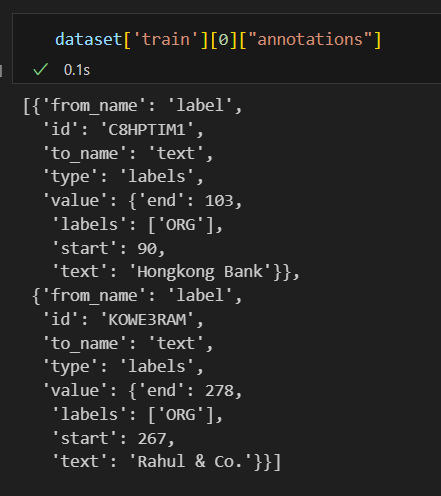 dataset['train'][0]["annotations"]
0.1s
[{'from_name': 'label',
'id': 'C8HPTIM1',
'to_name': 'text',
'type': 'labels',
'value': {'end': 103,
'labels': ['ORG'],
'start': 90,
'text': 'Hongkong Bank'}},
{'from_name': 'label',
'id': 'KOWE3RAM',
'to_name': 'text',
'type': 'labels',
'value': {'end': 278,
'labels': ['ORG'],
'start': 267,
'text': 'Rahul & Co.'}}]